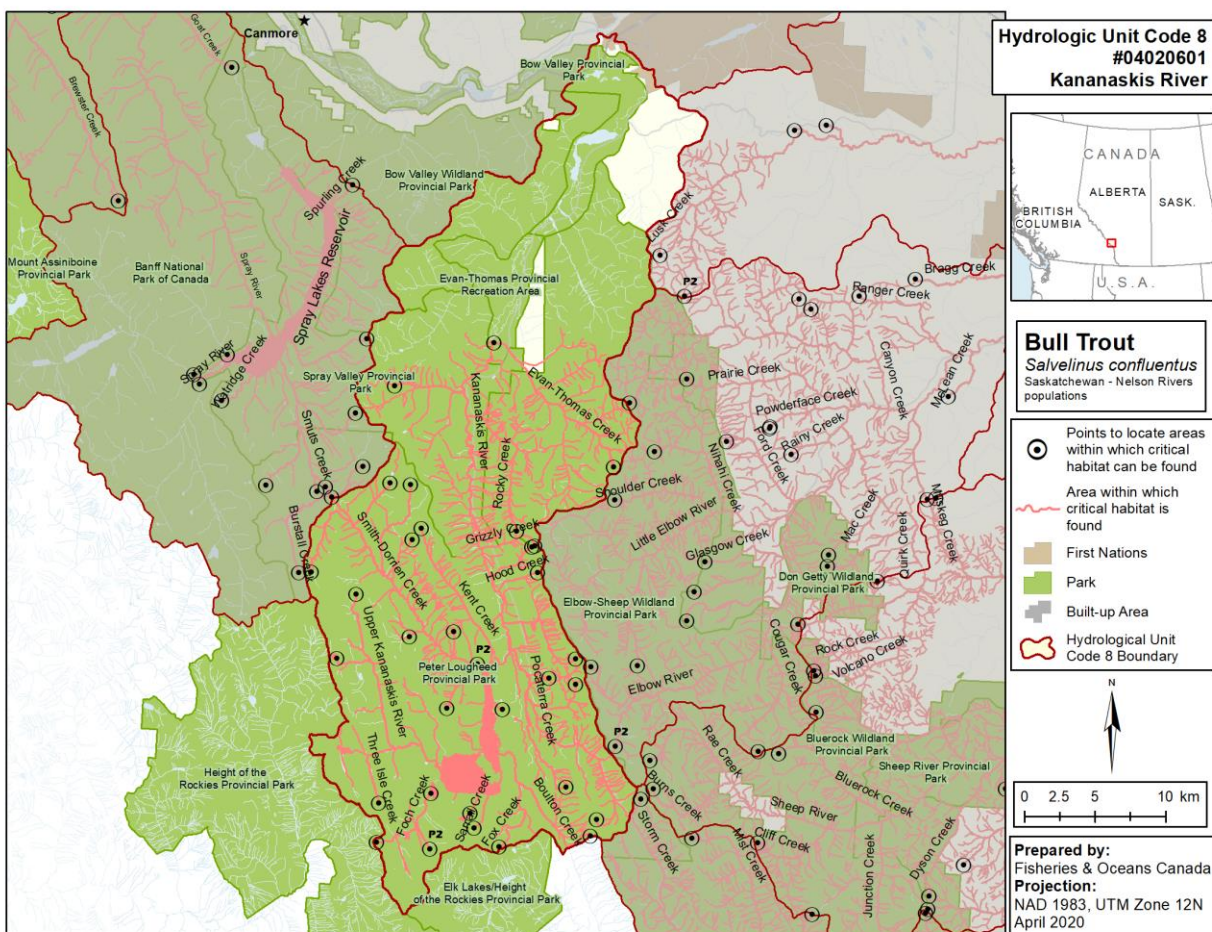 Canmore
Goat Creek
Brewster Creek
Bow Valley Provincial
Park
Bow Valley Wildland
Provincial Park
Spurling Creek
Spray Lakes Reservoir
Spray River
Mount Assiniboine
Provincial Park
Banff National
Park of Canada
Evan-Thomas Provincial
Recreation Area
Lusk Creek
P2
Bragg Creek
Ranger Creek
Spray River
Watridge Creek
Spray Valley Provincial
Park
Kananaskis River
Evan-Thomas Creek
Prairie Creek
Canyon Creek
McLean Creek
Powderface Creek
Ford Creek
Rainy Creek
Smuts Creek
Rocky Creek
Nihahi Creek
Shoulder Creek
Little Elbow River
Mac Creek
Quirk Creek
Muskeg Creek
Burstall Creek
Smith-Dorrien Creek
Grizzly Creek
Hood Creek
Glasgow Creek
Don Getty Wildland
Provincial Park
Kent Creek
Elbow-Sheep Wildland
Provincial Park
Upper Kananaskis River
P2
Peter Lougheed
Provincial Park
Pocaterra Creek
Elbow River
Cougar Creek
Rock Creek
Volcano Creek
P2
Rae Creek
Bluerock Wildland
Provincial Park
Sheep River Provincial
Park
Height of the
Rockies Provincial Park
Three Isle Creek
Foch Creek
Fox Creek
Boulton Creek
Burns Creek
Storm Creek
Sheep River
Bluerock Creek
Mist Creek
Cliff Creek
Junction Creek
Dyson Creek
P2
Elk Lakes/Height
of the Rockies Provincial Park
Hydrologic Unit Code 8
#04020601
Kananaskis River
CANADA
ALBERTA
SASK.
BRITISH
COLUMBIA
U.S.A.
Bull Trout
Salvelinus confluentus
Saskatchewan - Nelson Rivers
populations
Points to locate areas
within which critical
habitat can be found
Area within which
critical habitat is
found
First Nations
Park
Built-up Area
Hydrological Unit
Code 8 Boundary
N
0 2.5 5 10 km
Prepared by:
Fisheries & Oceans Canada
Projection:
NAD 1983, UTM Zone 12N
April 2020